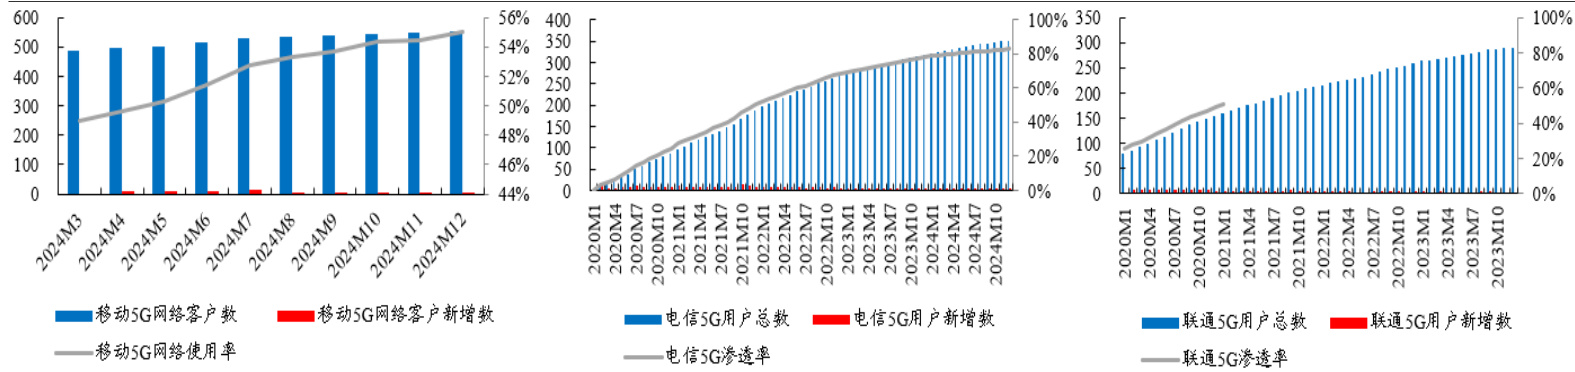 600
500
400
300
200
100
0
56%
54%
52%
50%
48%
46%
44%
2024M3
2024M4
2024M5
2024M6
2024M7
2024M8
2024M9
2024M10
2024M11
2024M12
移动5G网络客户数
移动5G网络客户新增数
移动5G网络使用率
400
350
300
250
200
150
100
50
0
100%
80%
60%
40%
20%
0%
2020M1
2020M4
2020M7
2020M10
2021M1
2021M4
2021M7
2021M10
2022M1
2022M4
2022M7
2022M10
2023M1
2023M4
2023M7
2023M10
2024M1
2024M4
2024M7
2024M10
电信5G用户总数
电信5G用户新增数
电信5G渗透率
350
300
250
200
150
100
50
0
100%
80%
60%
40%
20%
0%
2020M1
2020M4
2020M7
2020M10
2021M1
2021M4
2021M7
2021M10
2022M1
2022M4
2022M7
2022M10
2023M1
2023M4
2023M7
2023M10
联通5G用户总数
联通5G用户新增数
联通5G渗透率